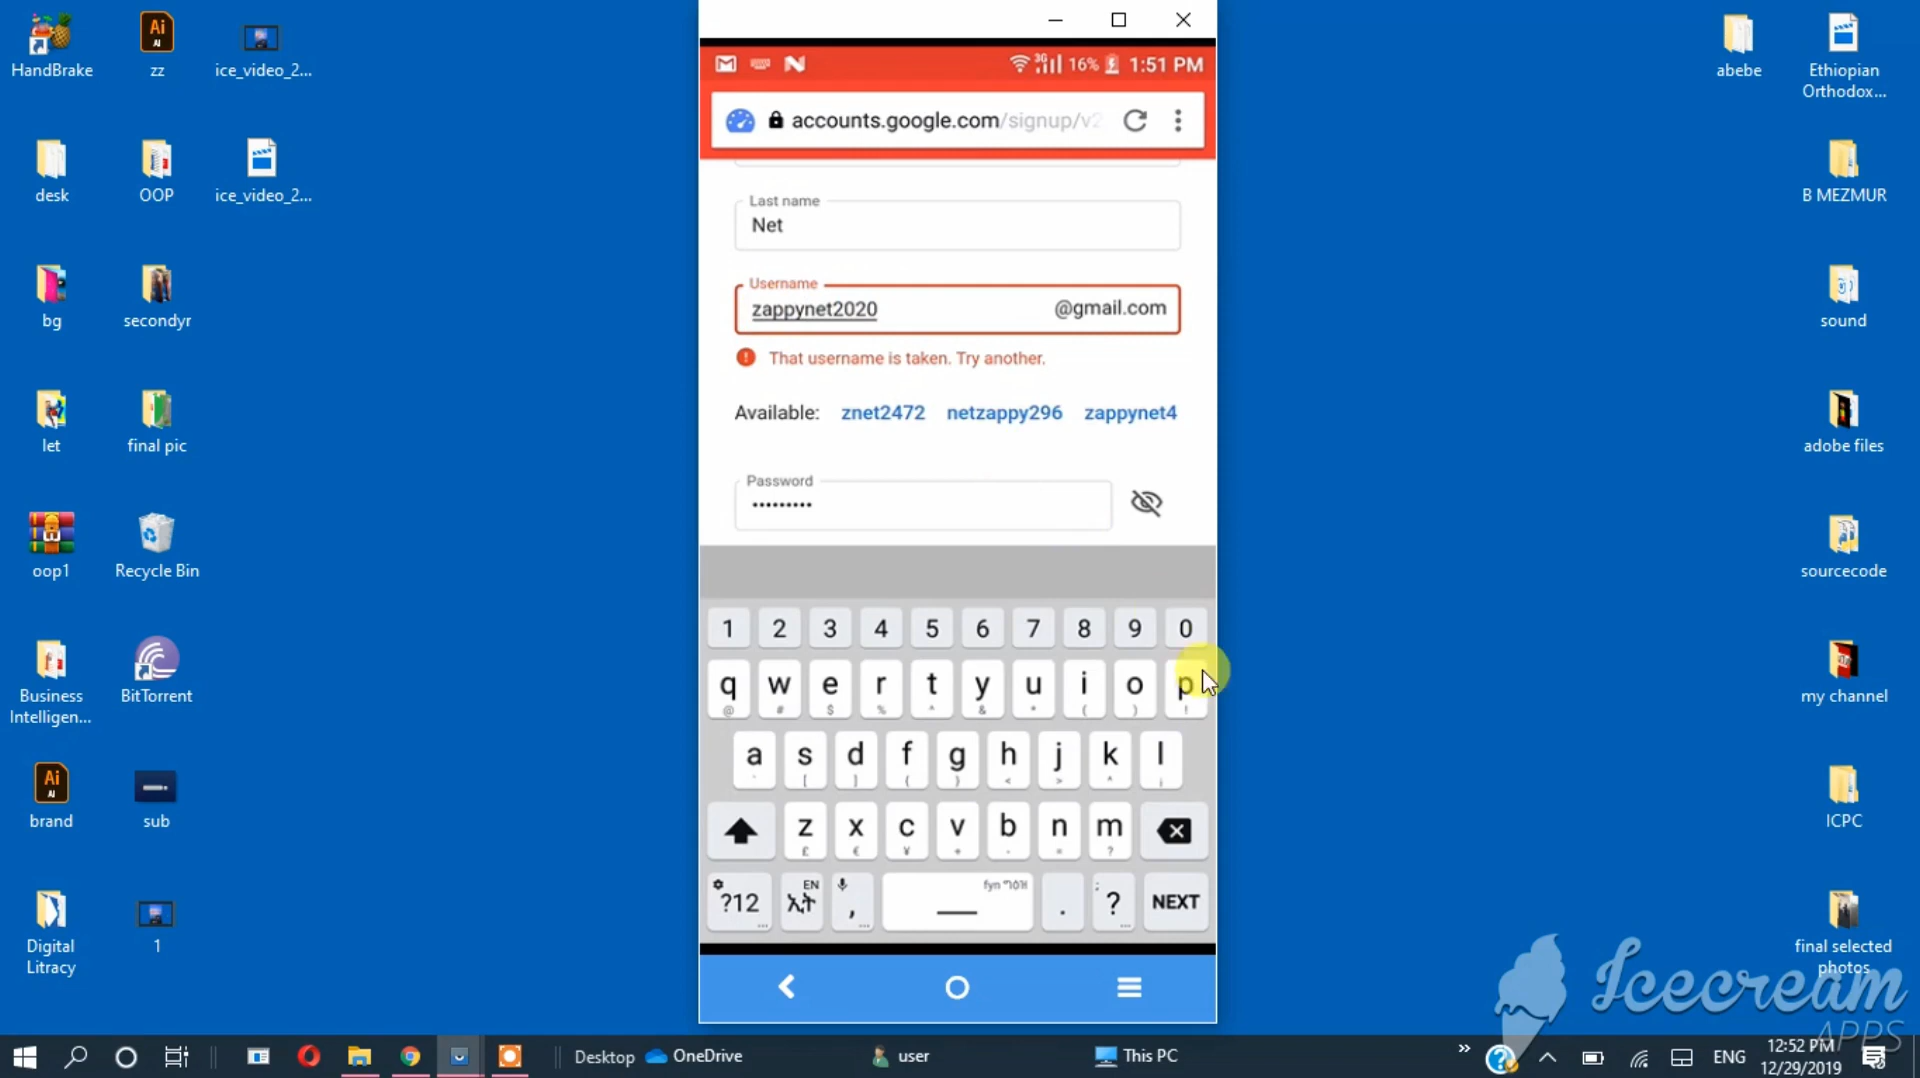 HandBrake
zz
ice_video_2...
desk
OOP
ice_video_2...
bg
secondyr
let
final pic
oop1
Recycle Bin
Business
Intelligen...
BitTorrent
brand
sub
Digital
Litracy
1
16% 1:51 PM
accounts.google.com/signup/v2
Last name
Net
Username
zappynet2020 @gmail.com
That username is taken. Try another.
Available: znet2472 netzappy296 zappynet4
Password
•••••••••
1 2 3 4 5 6 7 8 9 0
q w e r t y u i o p
a s d f g h j k l
z x c v b n m
?12 EN አት , . ? NEXT
abebe
Ethiopian
Orthodox...
B MEZMUR
sound
adobe files
sourcecode
my channel
ICPC
final selected
photos
Icecream
APPS
Desktop OneDrive user This PC ENG
12:52 PM
12/29/2019